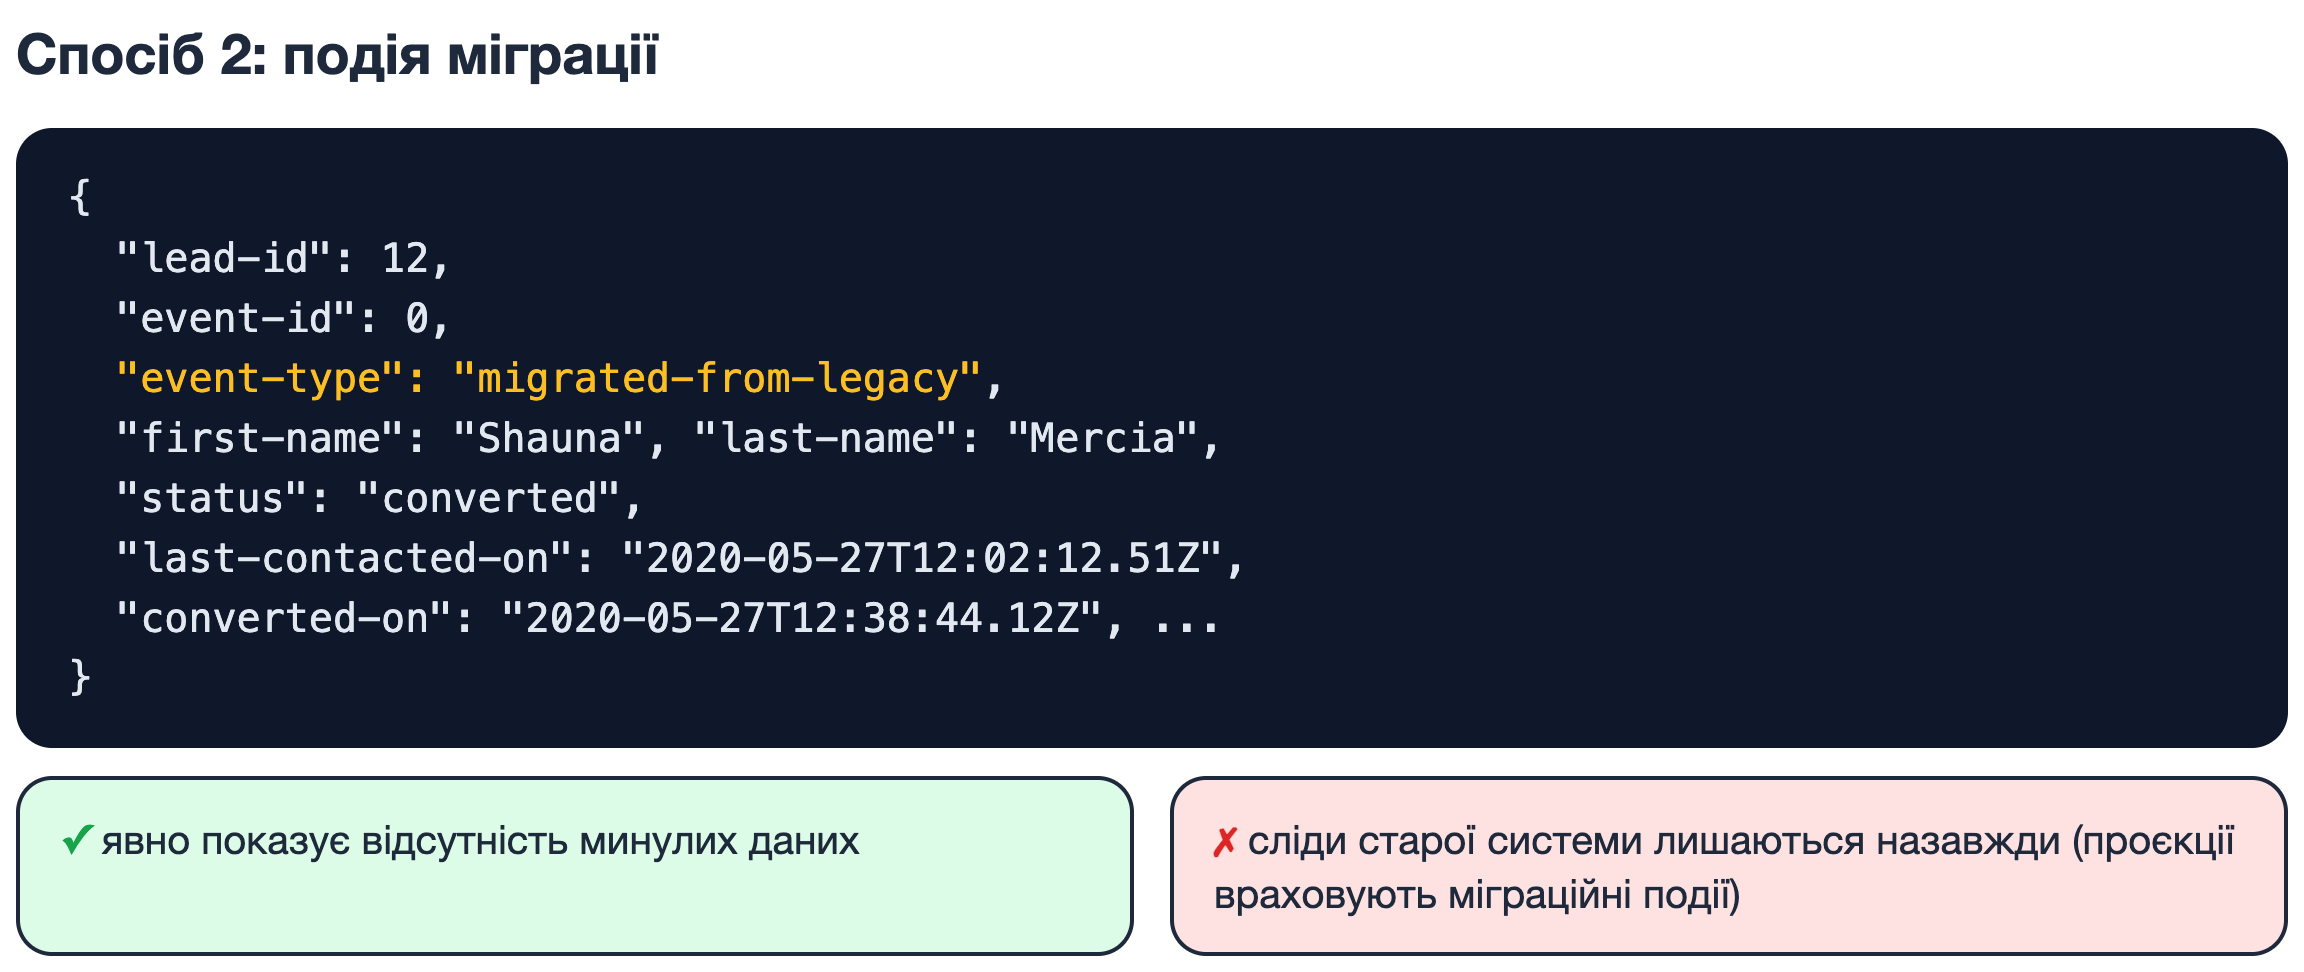 Спосіб 2: подія міграції
{
  "lead-id": 12,
  "event-id": 0,
  "event-type": "migrated-from-legacy",
  "first-name": "Shauna", "last-name": "Mercia",
  "status": "converted",
  "last-contacted-on": "2020-05-27T12:02:12.51Z",
  "converted-on": "2020-05-27T12:38:44.12Z", ...
}
✓ явно показує відсутність минулих даних
✗ сліди старої системи лишаються назавжди (проєкції
враховують міграційні події)